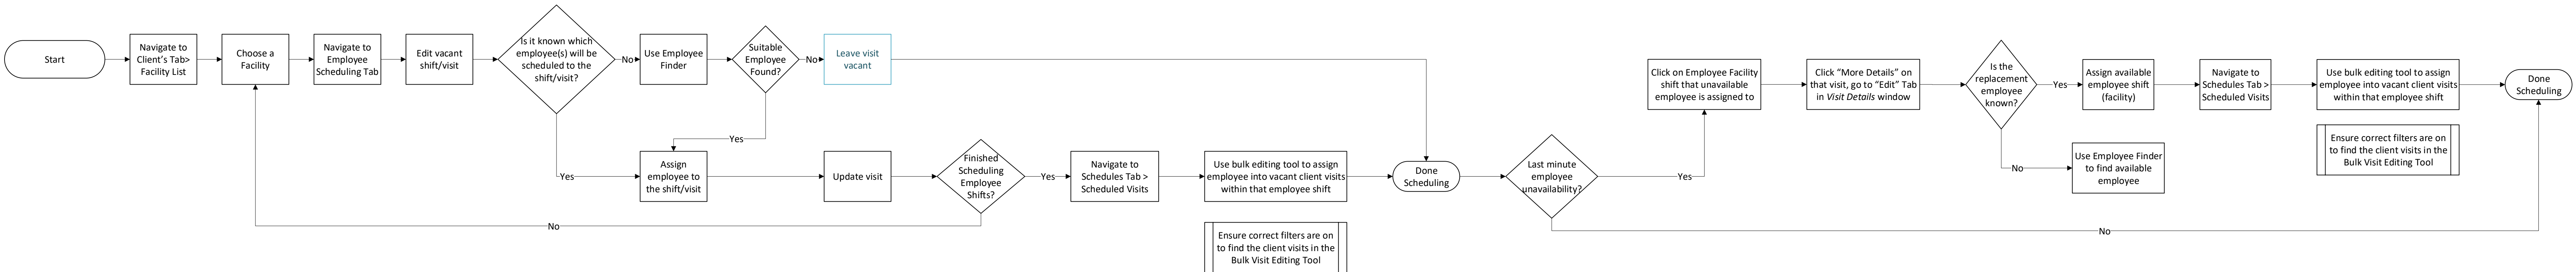 Start
Navigate to
Client's Tab>
Facility List
Choose a
Facility
Navigate to
Employee
Scheduling Tab
Edit vacant
shift/visit
Is it known which
employee(s) will be
scheduled to the
shift/visit?
No
Use Employee
Finder
Suitable
Employee
Found?
No
Leave visit
vacant
Yes
Yes
Assign
employee to
the shift/visit
Update visit
Finished
Scheduling
Employee
Shifts?
No
Yes
Navigate to
Schedules Tab >
Scheduled Visits
Use bulk editing tool to assign
employee into vacant client visits
within that employee shift
Ensure correct filters are on
to find the client visits in the
Bulk Visit Editing Tool
Done
Scheduling
Last minute
employee
unavailability?
Yes
No
Click on Employee Facility
shift that unavailable
employee is assigned to
Click “More Details” on
that visit, go to “Edit” Tab
in Visit Details window
Is the
replacement
employee
known?
Yes
No
Use Employee Finder
to find available
employee
Assign available
employee shift
(facility)
Navigate to
Schedules Tab >
Scheduled Visits
Use bulk editing tool to assign
employee into vacant client visits
within that employee shift
Ensure correct filters are on
to find the client visits in the
Bulk Visit Editing Tool
Done
Scheduling